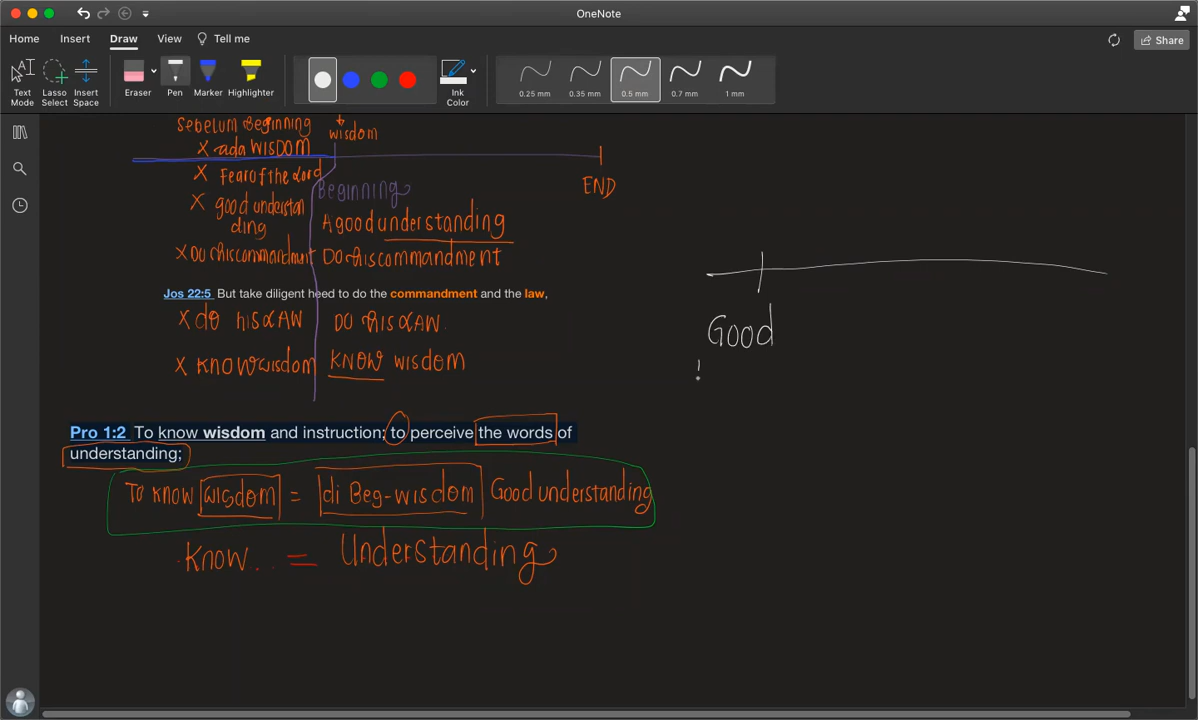 OneNote
Home Insert Draw View Tell me
Share
Text Mode
Lasso Select
Insert Space
Eraser
Pen
Marker
Highlighter
Ink Color
0.25 mm
0.35 mm
0.5 mm
0.7 mm
1 mm
Sebelum Beginning
wisdom
X ada WISDOM
X Fear of the Lord
END
Beginning
X good understan
ding
A good understanding
X Do his commandment
Do his commandment
Jos 22:5 But take diligent heed to do the commandment and the law,
X do his LAW
Do his LAW
X KNOW wisdom
KNOW wisdom
Good
Pro 1:2 To know wisdom and instruction; to perceive the words of
understanding;
To know wisdom = di Beg-wisdom Good understanding
Know.. = Understanding